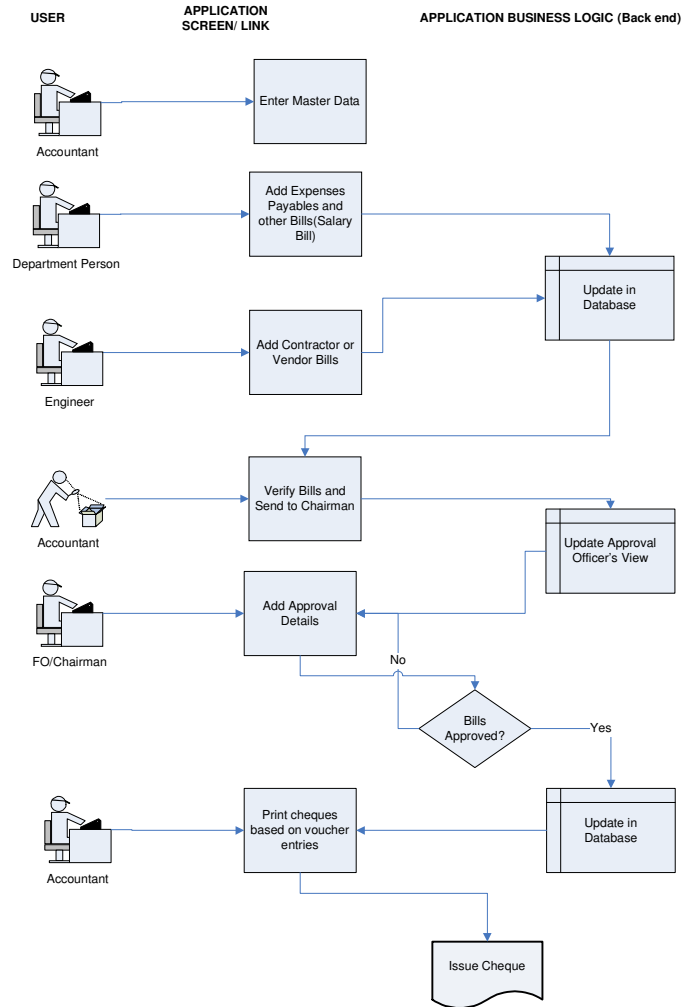 USER
APPLICATION
SCREEN/ LINK
APPLICATION BUSINESS LOGIC (Back end)
Enter Master Data
Accountant
Add Expenses
Payables and
other Bills(Salary
Bill)
Department Person
Update in
Database
Add Contractor or
Vendor Bills
Engineer
Verify Bills and
Send to Chairman
Accountant
Update Approval
Officer's View
Add Approval
Details
FO/Chairman
No
Bills
Approved?
Yes
Print cheques
based on voucher
entries
Update in
Database
Accountant
Issue Cheque